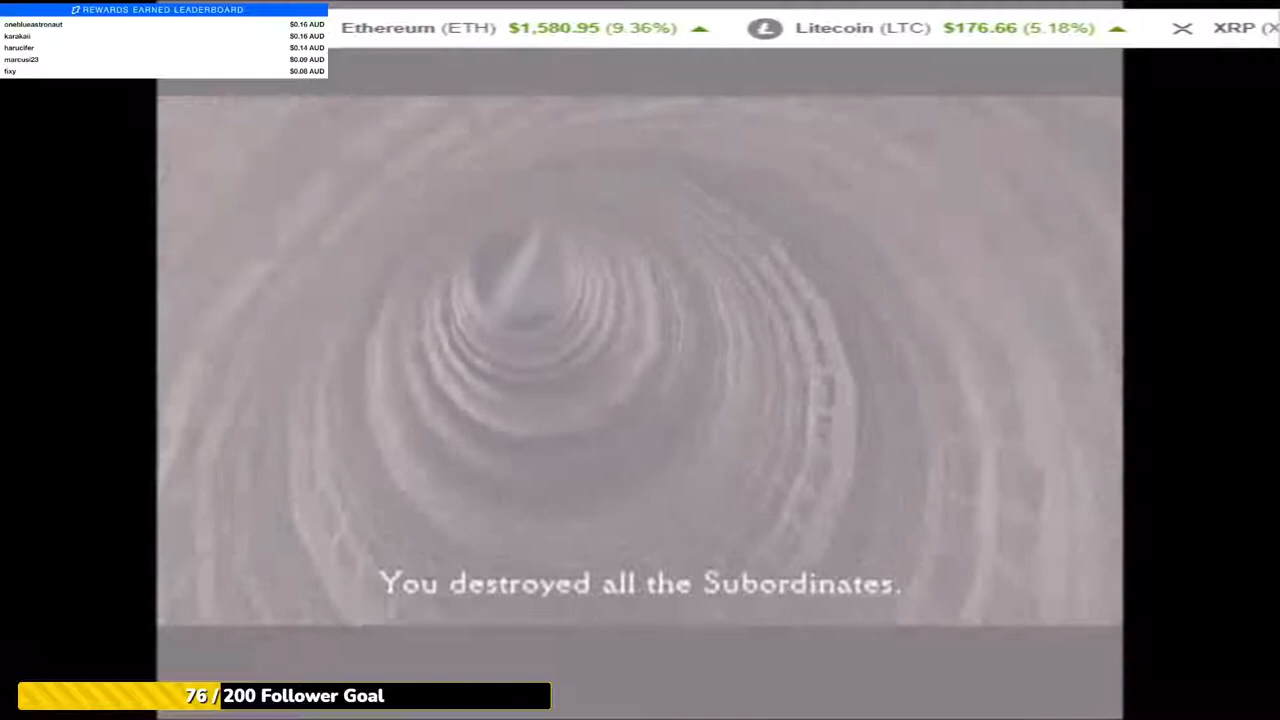 REWARDS EARNED LEADERBOARD
oneblueastronaut $0.16 AUD
karakaii $0.16 AUD
harucifer $0.14 AUD
marcusi23 $0.09 AUD
fixy $0.08 AUD
Ethereum (ETH) $1,580.95 (9.36%) Litecoin (LTC) $176.66 (5.18%) XRP (X
You destroyed all the Subordinates.
76 / 200 Follower Goal